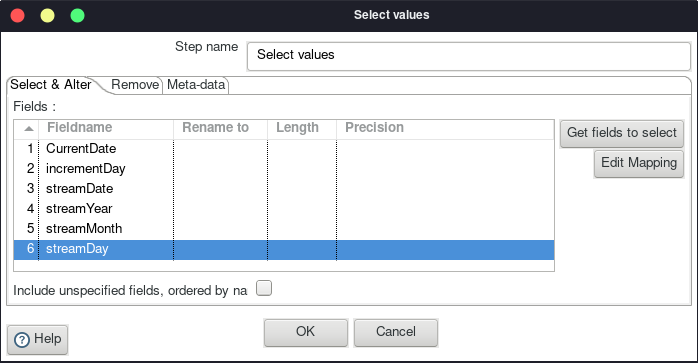 Select values
Step name Select values
Select & Alter Remove Meta-data
Fields :
Fieldname Rename to Length Precision
1 CurrentDate
2 incrementDay
3 streamDate
4 streamYear
5 streamMonth
6 streamDay
Get fields to select
Edit Mapping
Include unspecified fields, ordered by na
? Help OK Cancel